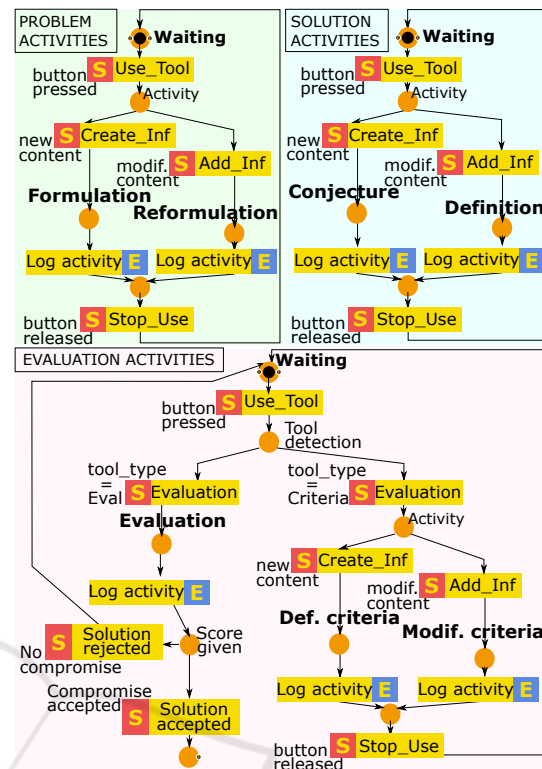 PROBLEM
ACTIVITIES
Waiting
button
pressed
S Use_Tool
Activity
S Create_Inf
new
content
modif.
content
S Add_Inf
Formulation
Reformulation
Log activity E
Log activity E
button
released
S Stop_Use
SOLUTION
ACTIVITIES
Waiting
button
pressed
S Use_Tool
Activity
S Create_Inf
new
content
modif.
content
S Add_Inf
Conjecture
Definition
Log activity E
Log activity E
button
released
S Stop_Use
EVALUATION ACTIVITIES
Waiting
button
pressed
S Use_Tool
Tool
detection
tool_type
=
Eval
S Evaluation
tool_type
=
Criteria
S Evaluation
Evaluation
Activity
Log activity E
new
content
S Create_Inf
modif.
content
S Add_Inf
Def. criteria
Modif. criteria
No
compromise
S Solution
rejected
Score
given
Log activity E
Log activity E
Compromise
accepted
S Solution
accepted
button
released
S Stop_Use